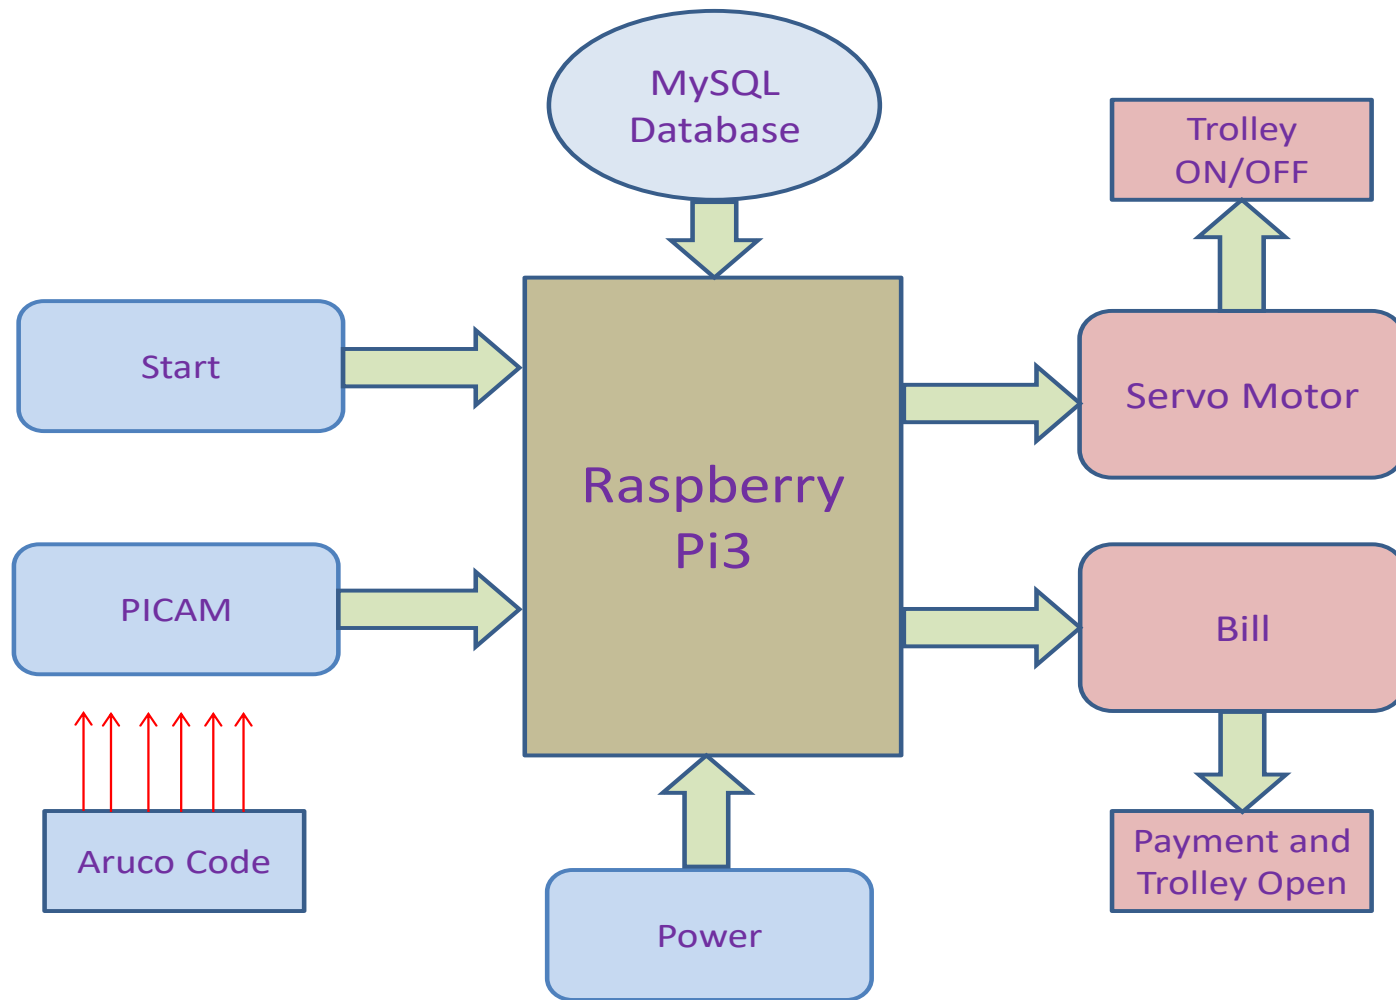 MySQL
Database
Trolley
ON/OFF
Start
Servo Motor
Raspberry
Pi3
PICAM
Bill
Aruco Code
Payment and
Trolley Open
Power